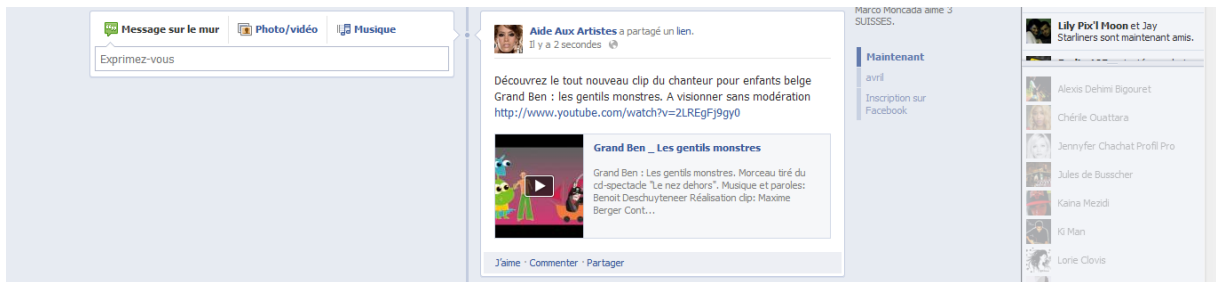 Message sur le mur
Photo/vidéo
Musique
Exprimez-vous
Aide Aux Artistes a partagé un lien.
Il y a 2 secondes
Découvrez le tout nouveau clip du chanteur pour enfants belge
Grand Ben : les gentils monstres. A visionner sans modération
http://www.youtube.com/watch?v=2LREgFj9gy0
Grand Ben _ Les gentils monstres
Grand Ben : Les gentils monstres. Morceau tiré du
cd-spectacle "Le nez dehors". Musique et paroles:
Benoit Deschuyteneer Réalisation clip: Maxime
Berger Cont...
J'aime · Commenter · Partager
Marco Moncada aime 3
SUISSES.
Maintenant
avril
Inscription sur
Facebook
Lily Pix'l Moon et Jay
Starliners sont maintenant amis.
Alexis Dehimi Bigouret
Chérile Ouattara
Jennyfer Chachat Profil Pro
Jules de Busscher
Kaina Mezidi
Ki Man
Lorie Clovis